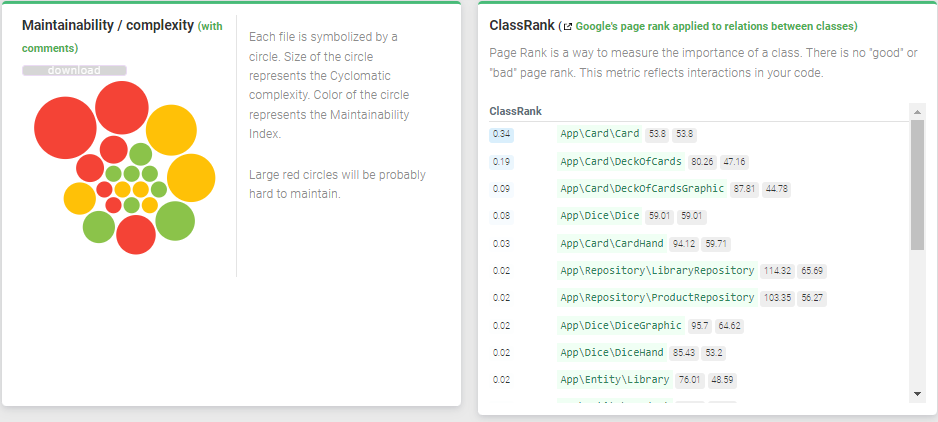 Maintainability / complexity (with
comments)
download
Each file is symbolized by a
circle. Size of the circle
represents the Cyclomatic
complexity. Color of the circle
represents the Maintainability
Index.
Large red circles will be probably
hard to maintain.
ClassRank (Google's page rank applied to relations between classes)
Page Rank is a way to measure the importance of a class. There is no "good" or
"bad" page rank. This metric reflects interactions in your code.
ClassRank
0.34 App\Card\Card 53.8 53.8
0.19 App\Card\DeckOfCards 80.26 47.16
0.09 App\Card\DeckOfCardsGraphic 87.81 44.78
0.08 App\Dice\Dice 59.01 59.01
0.03 App\Card\CardHand 94.12 59.71
0.02 App\Repository\LibraryRepository 114.32 65.69
0.02 App\Repository\ProductRepository 103.35 56.27
0.02 App\Dice\DiceGraphic 95.7 64.62
0.02 App\Dice\DiceHand 85.43 53.2
0.02 App\Entity\Library 76.01 48.59